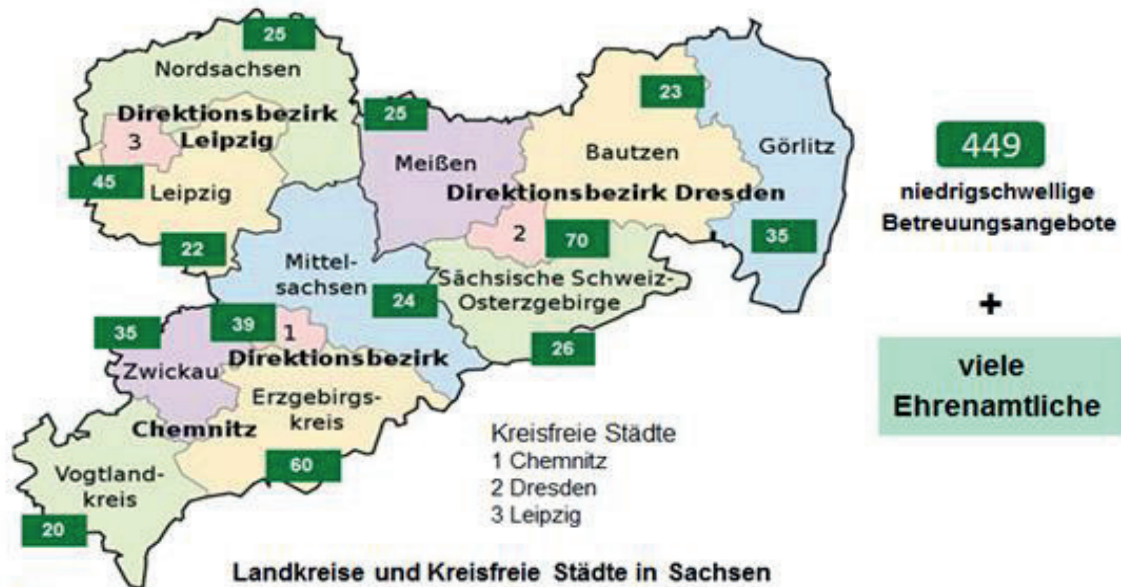 25
Nordsachsen
Direktionsbezirk
Leipzig
3
45
Leipzig
22
25
Meißen
23
Bautzen
Görlitz
Direktionsbezirk Dresden
2
70
35
Sächsische Schweiz-
Osterzgebirge
26
Mittel-
sachsen
24
35
39
1
Zwickau
Direktionsbezirk
Erzgebirgs-
kreis
Chemnitz
60
Vogtland-
kreis
20
Kreisfreie Städte
1 Chemnitz
2 Dresden
3 Leipzig
Landkreise und Kreisfreie Städte in Sachsen
449
niedrigschwellige
Betreuungsangebote
+
viele
Ehrenamtliche